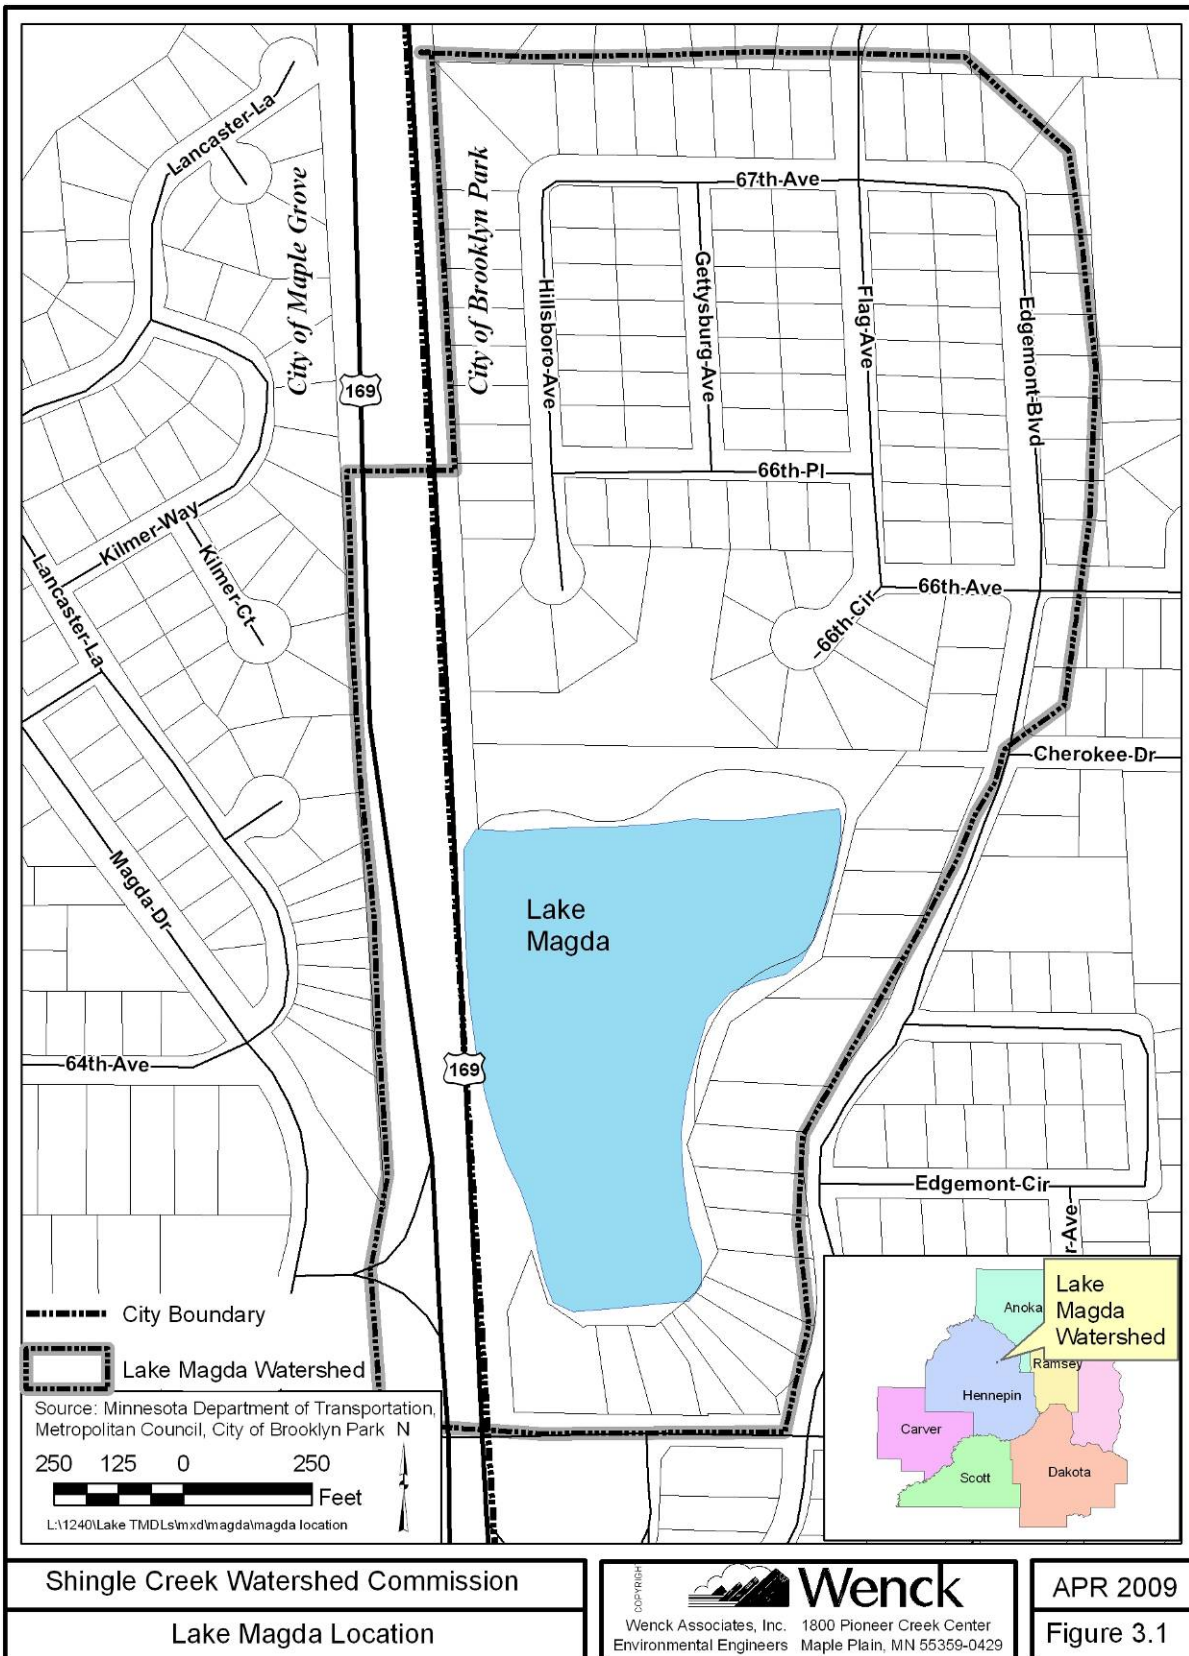 Lancaster-La
City of Maple Grove
City of Brooklyn Park
169
67th-Ave
Hillsboro-Ave
Gettysburg-Ave
Flag-Ave
Edgemont-Blvd
66th-Pl
Kilmer-Way
Kilmer-Ct
Lancaster-La
66th-Ave
66th-Cir
Cherokee-Dr
Magda-Dr
Lake
Magda
64th-Ave
169
Edgemont-Cir
r-Ave
City Boundary
Lake Magda Watershed
Source: Minnesota Department of Transportation,
Metropolitan Council, City of Brooklyn Park N
250 125 0 250
Feet
L:\1240\Lake TMDLs\mxd\magda\magda location
Lake
Magda
Watershed
Anoka
Ramsey
Hennepin
Carver
Scott
Dakota
Shingle Creek Watershed Commission
Lake Magda Location
COPYRIGHT
Wenck
Wenck Associates, Inc. 1800 Pioneer Creek Center
Environmental Engineers Maple Plain, MN 55359-0429
APR 2009
Figure 3.1